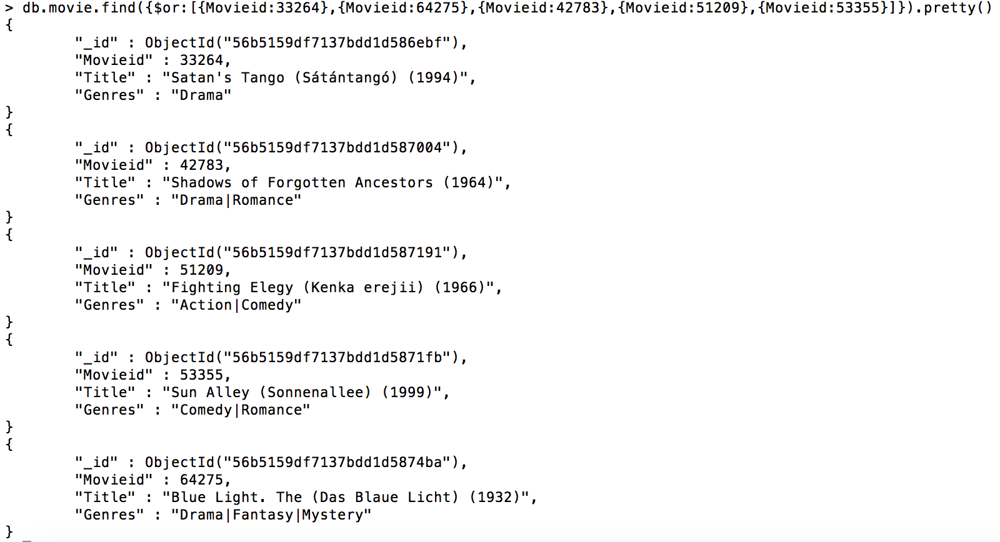 > db.movie.find({$or:[{Movieid:33264},{Movieid:64275},{Movieid:42783},{Movieid:51209},{Movieid:53355}]}).pretty()
{
        "_id" : ObjectId("56b5159df7137bdd1d586ebf"),
        "Movieid" : 33264,
        "Title" : "Satan's Tango (Sátántangó) (1994)",
        "Genres" : "Drama"
}
{
        "_id" : ObjectId("56b5159df7137bdd1d587004"),
        "Movieid" : 42783,
        "Title" : "Shadows of Forgotten Ancestors (1964)",
        "Genres" : "Drama|Romance"
}
{
        "_id" : ObjectId("56b5159df7137bdd1d587191"),
        "Movieid" : 51209,
        "Title" : "Fighting Elegy (Kenka erejii) (1966)",
        "Genres" : "Action|Comedy"
}
{
        "_id" : ObjectId("56b5159df7137bdd1d5871fb"),
        "Movieid" : 53355,
        "Title" : "Sun Alley (Sonnenallee) (1999)",
        "Genres" : "Comedy|Romance"
}
{
        "_id" : ObjectId("56b5159df7137bdd1d5874ba"),
        "Movieid" : 64275,
        "Title" : "Blue Light. The (Das Blaue Licht) (1932)",
        "Genres" : "Drama|Fantasy|Mystery"
}